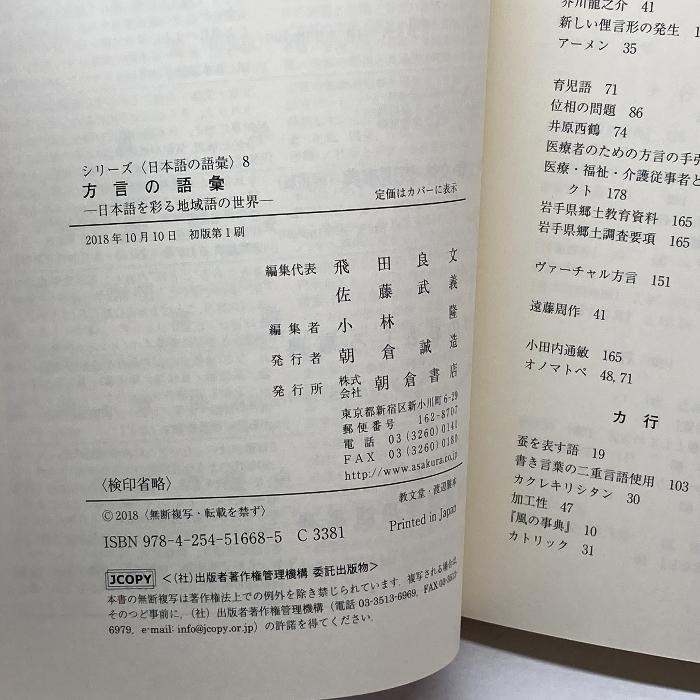 シリーズ〈日本語の語彙〉8
方言の語彙
―日本語を彩る地域語の世界―
定価はカバーに表示
2018年10月10日 初版第1刷
編集代表 飛田良文
佐藤武義
編集者 小林隆
発行者 朝倉誠造
発行所 株式会社 朝倉書店
東京都新宿区新小川町6-29
郵便番号 162-8707
電話 03(3260)0141
FAX 03(3260)0180
http://www.asakura.co.jp
〈検印省略〉
©2018〈無断複写・転載を禁ず〉
教文堂・渡辺製本
ISBN 978-4-254-51668-5 C 3381
Printed in Japan
JCOPY <(社)出版者著作権管理機構 委託出版物>
本書の無断複写は著作権法上での例外を除き禁じられています.複写される場合は,
そのつど事前に,(社)出版者著作権管理機構(電話 03-3513-6969, FAX 03-3513-
6979, e-mail: info@jcopy.or.jp)の許諾を得てください.
芥川龍之介 41
新しい俚言形の発生
アーメン 35
育児語 71
位相の問題 86
井原西鶴 74
医療者のための方言の手引
医療・福祉・介護従事者と
クト 178
岩手県郷土教育資料 165
岩手県郷土調査要項 165
ヴァーチャル方言 151
遠藤周作 41
小田内通敏 165
オノマトペ 48, 71
カ行
蚕を表す語 19
書き言葉の二重言語使用 103
カクレキリシタン 30
加工性 47
『風の事典』 10
カトリック 31